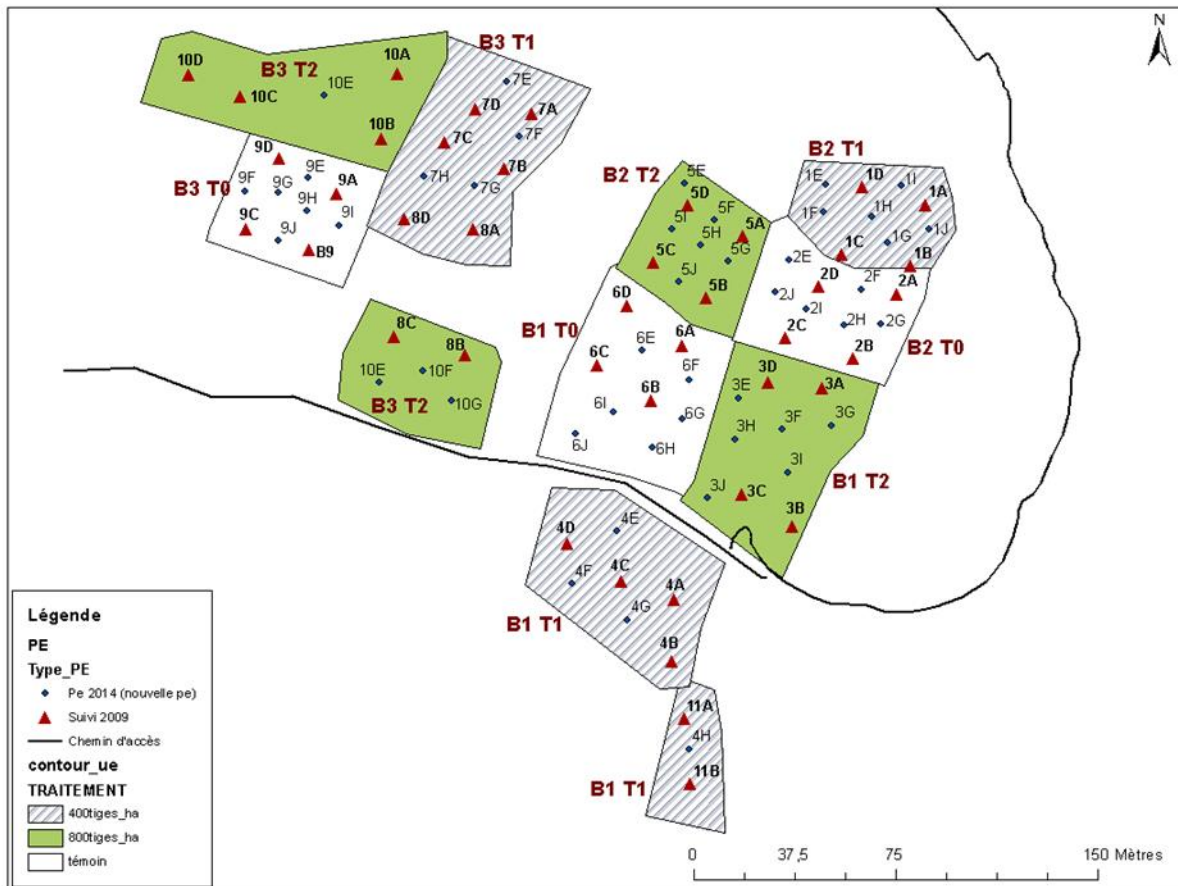 N
B3 T1
10D
10A
B3 T2
10E
7E
10C
7D
7A
7F
10B
7C
9D
7B
B2 T1
9E
7H
7G
B2 T2
5E
1E
1D
1I
9F
9G
9A
5D
1A
B3 T0
9H
5F
1F
1H
9C
9I
8D
8A
5I
5A
1J
9J
B9
5H
1G
5C
5G
1C
1B
2E
5J
5B
2D
2F
2A
2J
6D
2I
B1 T0
2H
2G
8C
8B
6E
6A
2C
2B
B2 T0
10E
10F
6C
6F
3D
3A
B3 T2
10G
6B
3E
6I
6G
3F
3G
6J
6H
3H
3I
B1 T2
3J
3C
4D
4E
3B
4F
4C
4A
B1 T1
4G
4B
11A
4H
B1 T1
11B
Légende
PE
Type_PE
Pe 2014 (nouvelle pe)
Suivi 2009
Chemin d'accès
contour_ue
TRAITEMENT
400tiges_ha
800tiges_ha
témoin
0 37,5 75 150 Mètres